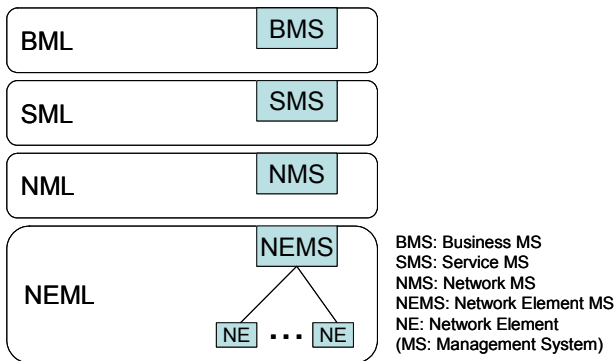 BML
BMS
SML
SMS
NML
NMS
NEMS
NEML
NE ... NE
BMS: Business MS
SMS: Service MS
NMS: Network MS
NEMS: Network Element MS
NE: Network Element
(MS: Management System)